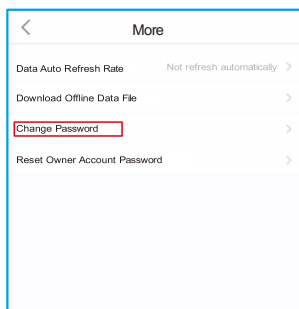 More
Data Auto Refresh Rate Not refresh automatically
Download Offline Data File
Change Password
Reset Owner Account Password